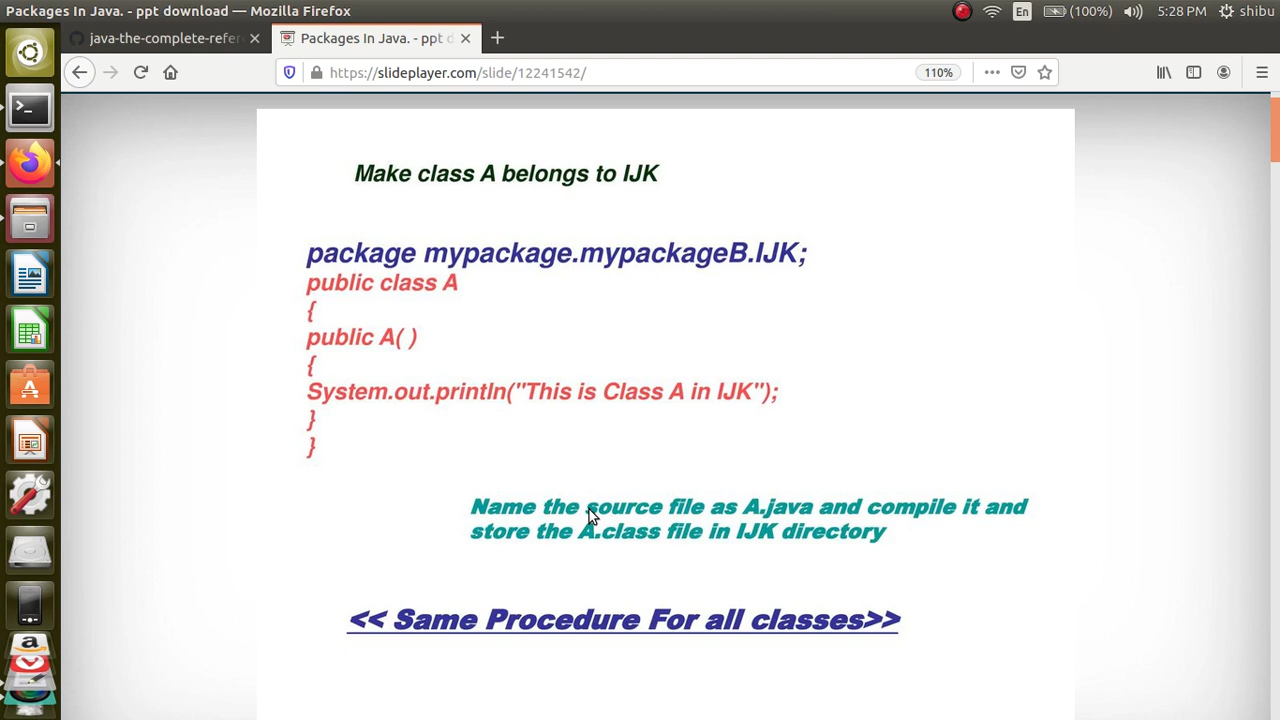 Packages In Java. - ppt download — Mozilla Firefox
En
(100%)
5:28 PM
shibu
java-the-complete-refer
Packages In Java. - ppt d
https://slideplayer.com/slide/12241542/
110%
Make class A belongs to IJK
package mypackage.mypackageB.IJK;
public class A
{
public A( )
{
System.out.println("This is Class A in IJK");
}
}
Name the source file as A.java and compile it and
store the A.class file in IJK directory
<< Same Procedure For all classes>>